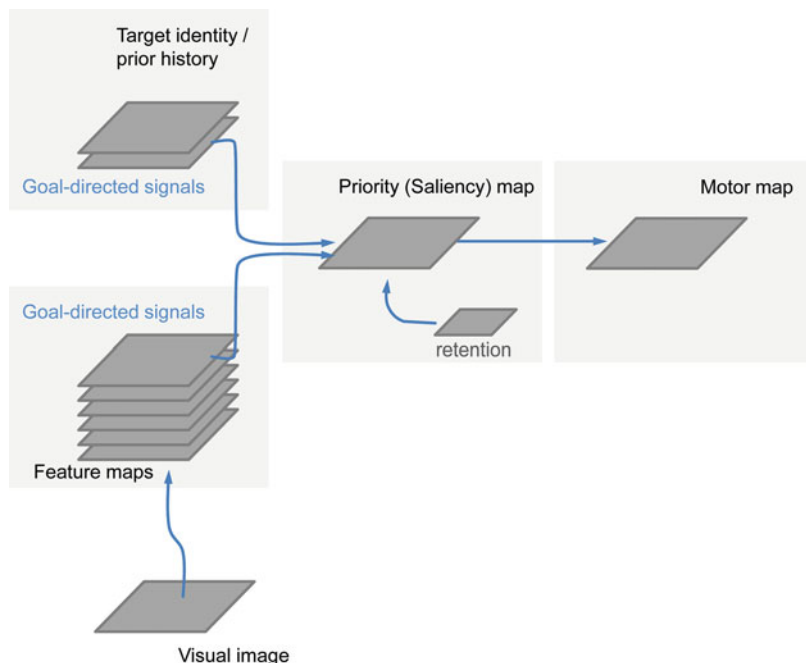 Target identity /
prior history
Goal-directed signals
Priority (Saliency) map
Motor map
Goal-directed signals
retention
Feature maps
Visual image